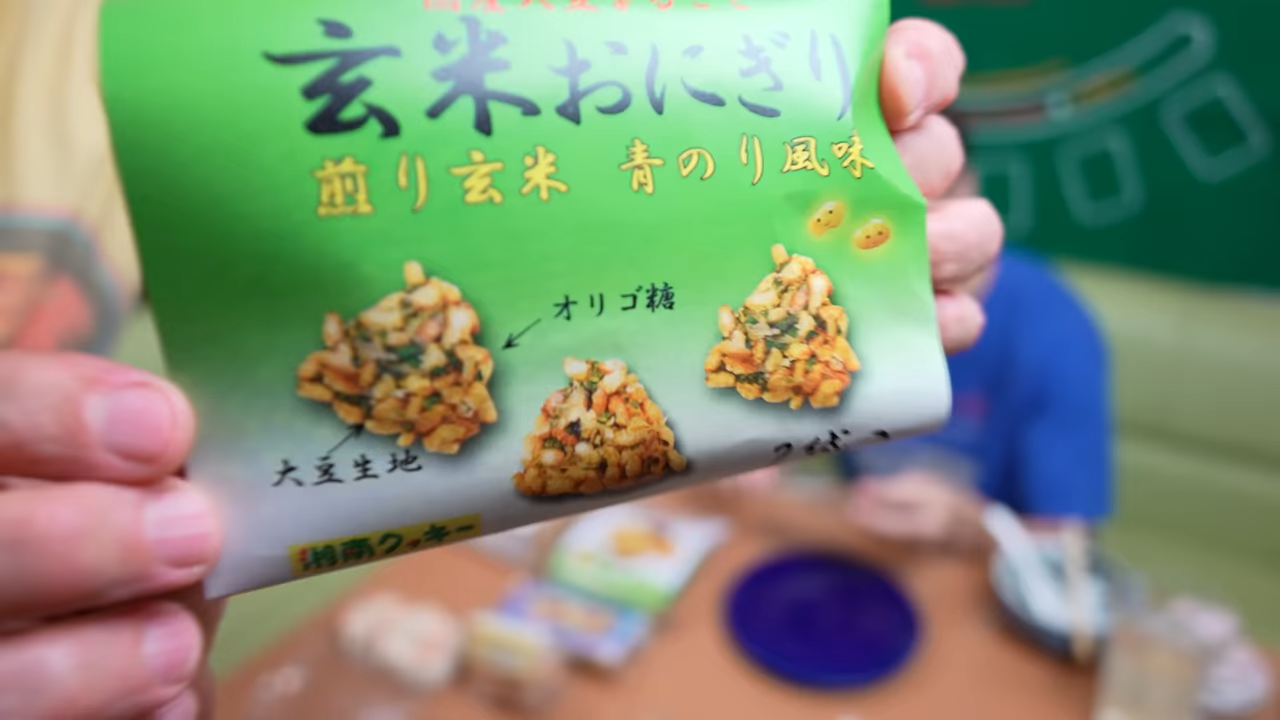 玄米おにぎり
煎り玄米 青のり風味
オリゴ糖
大豆生地
湘南クッキー